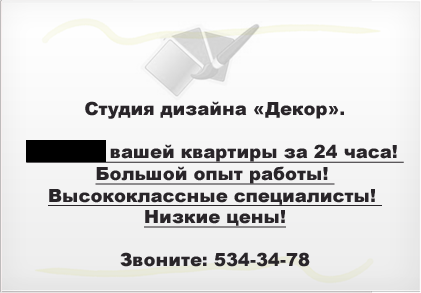 Студия дизайна «Декор».
вашей квартиры за 24 часа!
Большой опыт работы!
Высококлассные специалисты!
Низкие цены!
Звоните: 534-34-78